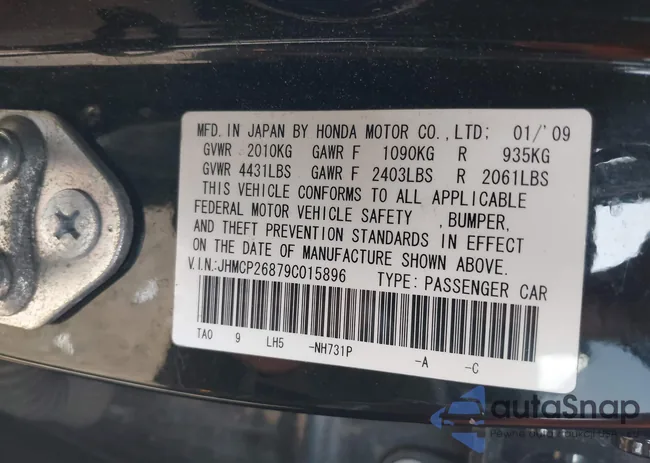 MFD. IN JAPAN BY HONDA MOTOR CO., LTD: 01/'09
GVWR 2010KG GAWR F 1090KG R 935KG
GVWR 4431LBS GAWR F 2403LBS R 2061LBS
THIS VEHICLE CONFORMS TO ALL APPLICABLE
FEDERAL MOTOR VEHICLE SAFETY ,BUMPER,
AND THEFT PREVENTION STANDARDS IN EFFECT
ON THE DATE OF MANUFACTURE SHOWN ABOVE.
V.I.N:JHMCP26879C015896 TYPE: PASSENGER CAR
TA0 9 LH5 -NH731P -A -C
autoSnap